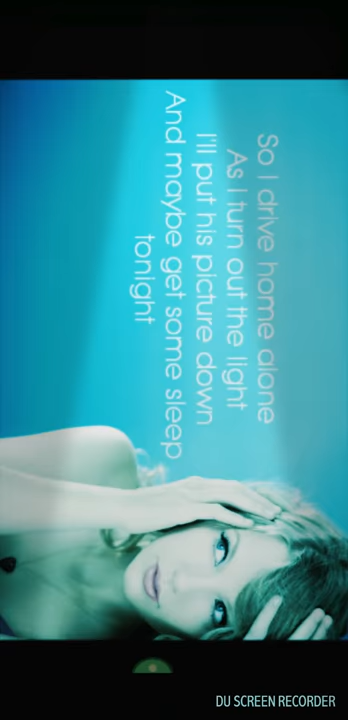 So I drive home alone
As I turn out the light
I'll put his picture down
And maybe get some sleep
tonight
DU SCREEN RECORDER